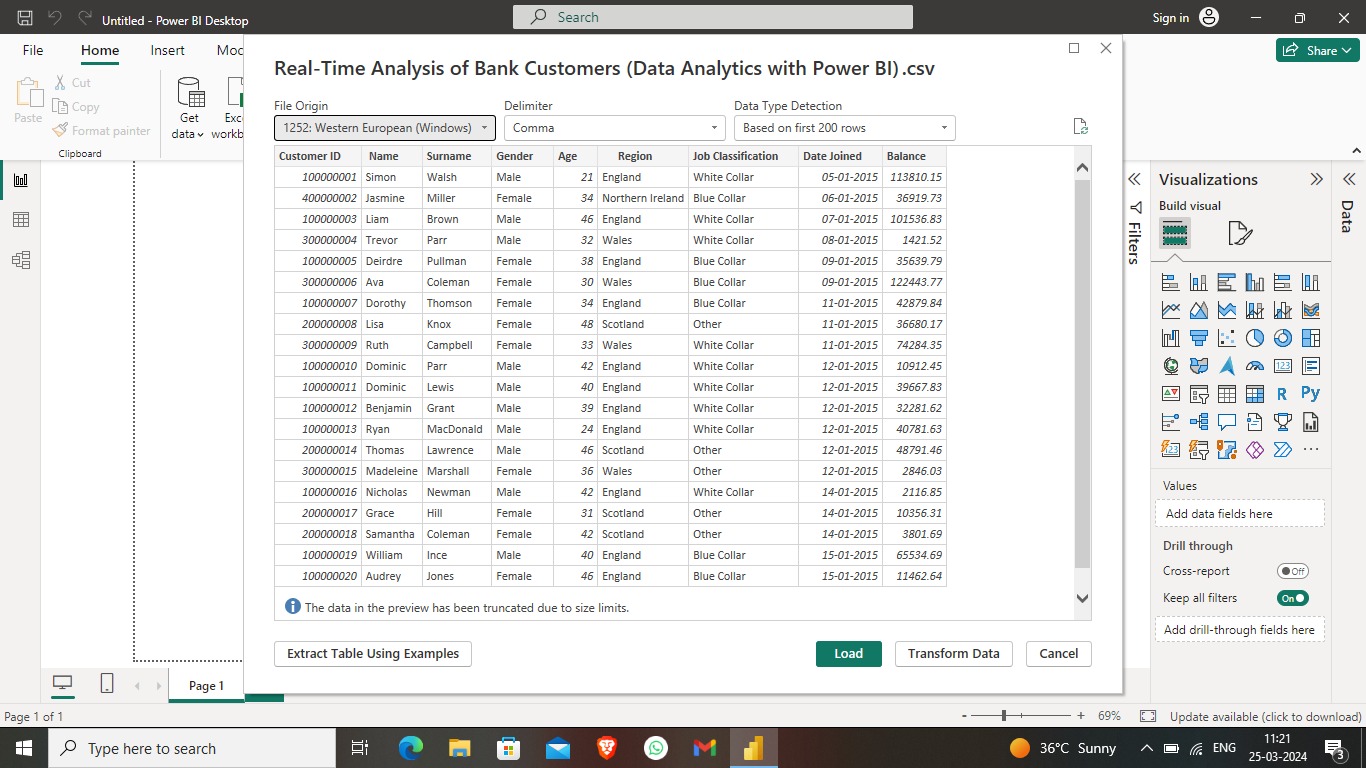 Untitled - Power BI Desktop
Search
Sign in
File
Home
Insert
Share
Paste
Cut
Copy
Format painter
Clipboard
Get
data
Real-Time Analysis of Bank Customers (Data Analytics with Power BI).csv
File Origin
Delimiter
Data Type Detection
1252: Western European (Windows)
Comma
Based on first 200 rows
Customer ID Name Surname Gender Age Region Job Classification Date Joined Balance
100000001 Simon Walsh Male 21 England White Collar 05-01-2015 113810.15
400000002 Jasmine Miller Female 34 Northern Ireland Blue Collar 06-01-2015 36919.73
100000003 Liam Brown Male 46 England White Collar 07-01-2015 101536.83
300000004 Trevor Parr Male 32 Wales White Collar 08-01-2015 1421.52
100000005 Deirdre Pullman Female 38 England Blue Collar 09-01-2015 35639.79
300000006 Ava Coleman Female 30 Wales Blue Collar 09-01-2015 122443.77
100000007 Dorothy Thomson Female 34 England Blue Collar 11-01-2015 42879.84
200000008 Lisa Knox Female 48 Scotland Other 11-01-2015 36680.17
300000009 Ruth Campbell Female 33 Wales White Collar 11-01-2015 74284.35
100000010 Dominic Parr Male 42 England White Collar 12-01-2015 10912.45
100000011 Dominic Lewis Male 40 England White Collar 12-01-2015 39667.83
100000012 Benjamin Grant Male 39 England White Collar 12-01-2015 32281.62
100000013 Ryan MacDonald Male 24 England White Collar 12-01-2015 40781.63
200000014 Thomas Lawrence Male 46 Scotland Other 12-01-2015 48791.46
300000015 Madeleine Marshall Female 36 Wales Other 12-01-2015 2846.03
100000016 Nicholas Newman Male 42 England White Collar 14-01-2015 2116.85
200000017 Grace Hill Female 31 Scotland Other 14-01-2015 10356.31
200000018 Samantha Coleman Female 42 Scotland Other 14-01-2015 3801.69
100000019 William Ince Male 40 England Blue Collar 15-01-2015 65534.69
100000020 Audrey Jones Female 46 England Blue Collar 15-01-2015 11462.64
The data in the preview has been truncated due to size limits.
Extract Table Using Examples
Load
Transform Data
Cancel
Filters
Visualizations
Build visual
123
R
Py
Values
Add data fields here
Drill through
Cross-report
Off
Keep all filters
On
Add drill-through fields here
Data
Page 1
Page 1 of 1
69%
Update available (click to download)
Type here to search
36°C Sunny
ENG
11:21
25-03-2024
3